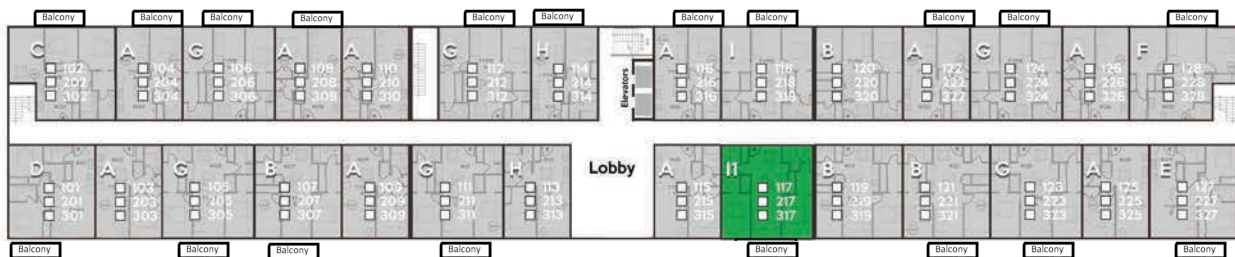 Balcony Balcony Balcony Balcony Balcony Balcony Balcony Balcony Balcony Balcony Balcony
C A G A A G H A I B A G A F
102 104 106 108 110 112 114 116 118 120 122 124 126 128
202 204 206 208 210 212 214 216 218 220 222 224 226 228
302 304 306 308 310 312 314 316 318 320 322 324 326 328
Elevators
D A G B A G H Lobby A I1 B B G A E
101 103 105 107 109 111 113 115 117 119 121 123 125 127
201 203 205 207 209 211 213 215 217 219 221 223 225 227
301 303 305 307 309 311 313 315 317 319 321 323 325 327
Balcony Balcony Balcony Balcony Balcony Balcony Balcony Balcony